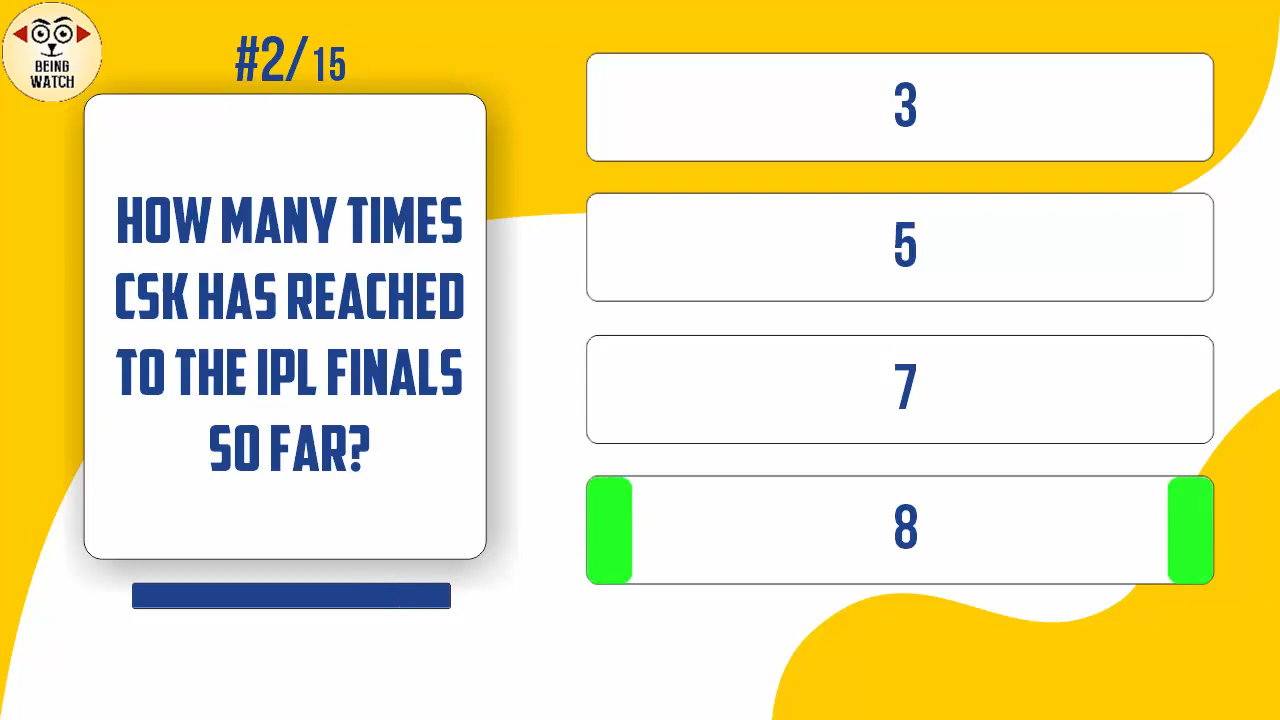 BEING
WATCH
#2/15
HOW MANY TIMES
CSK HAS REACHED
TO THE IPL FINALS
SO FAR?
3
5
7
8